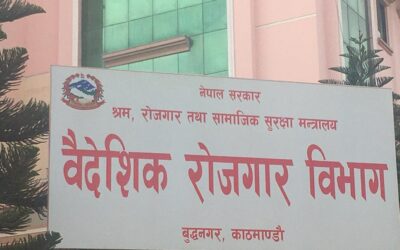 नेपाल सरकार
श्रम, रोजगार तथा सामाजिक सुरक्षा मन्त्रालय
वैदेशिक रोजगार विभाग
बुद्धनगर, काठमाण्डौ